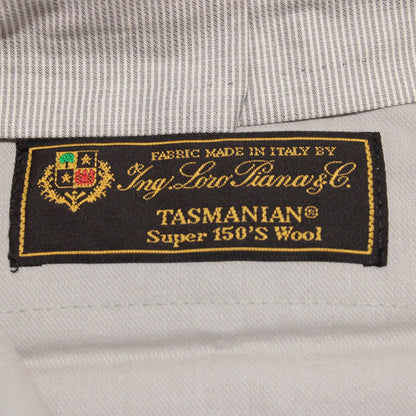 FABRIC MADE IN ITALY BY
Ing. Loro Piana & C.
TASMANIAN®
Super 150'S Wool